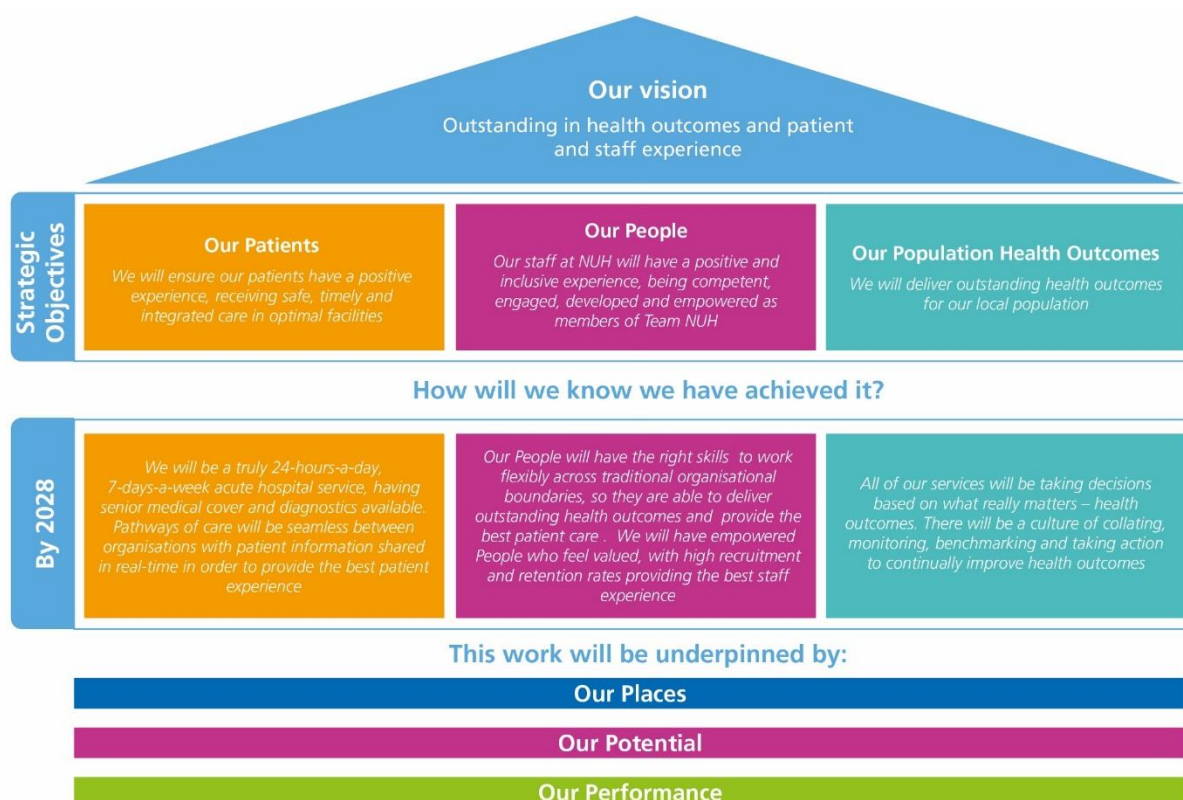 Our vision
Outstanding in health outcomes and patient
and staff experience
Strategic
Objectives
Our Patients
We will ensure our patients have a positive
experience, receiving safe, timely and
integrated care in optimal facilities
Our People
Our staff at NUH will have a positive and
inclusive experience, being competent,
engaged, developed and empowered as
members of Team NUH
Our Population Health Outcomes
We will deliver outstanding health outcomes
for our local population
How will we know we have achieved it?
By 2028
We will be a truly 24-hours-a-day,
7-days-a-week acute hospital service, having
senior medical cover and diagnostics available.
Pathways of care will be seamless between
organisations with patient information shared
in real-time in order to provide the best patient
experience
Our People will have the right skills  to work
flexibly across traditional organisational
boundaries, so they are able to deliver
outstanding health outcomes and  provide the
best patient care .  We will have empowered
People who feel valued, with high recruitment
and retention rates providing the best staff
experience
All of our services will be taking decisions
based on what really matters – health
outcomes. There will be a culture of collating,
monitoring, benchmarking and taking action
to continually improve health outcomes
This work will be underpinned by:
Our Places
Our Potential
Our Performance